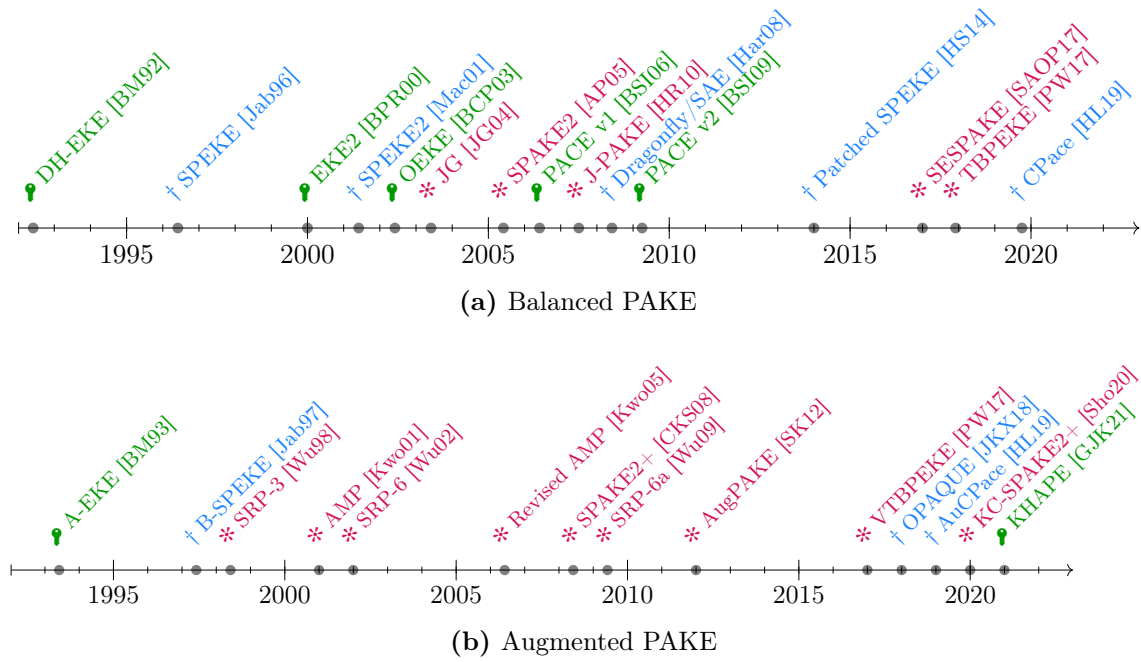 DH-EKE [BM92]
† SPEKE [Jab96]
EKE2 [BPR00]
† SPEKE2 [Mac01]
OEKE [BCP03]
* JG [JG04]
* SPAKE2 [AP05]
PACE v1 [BSI06]
* J-PAKE [HR10]
† Dragonfly/SAE [Har08]
PACE v2 [BSI09]
† Patched SPEKE [HS14]
* SESPAKE [SAOP17]
* TBPEKE [PW17]
† CPace [HL19]
1995 2000 2005 2010 2015 2020
(a) Balanced PAKE
A-EKE [BM93]
† B-SPEKE [Jab97]
* SRP-3 [Wu98]
* AMP [Kwo01]
* SRP-6 [Wu02]
* Revised AMP [Kwo05]
* SPAKE2+ [CKS08]
* SRP-6a [Wu09]
* AugPAKE [SK12]
* VTBPEKE [PW17]
† OPAQUE [JKX18]
† AuCPace [HL19]
* KC-SPAKE2+ [Sho20]
KHAPE [GJK21]
1995 2000 2005 2010 2015 2020
(b) Augmented PAKE